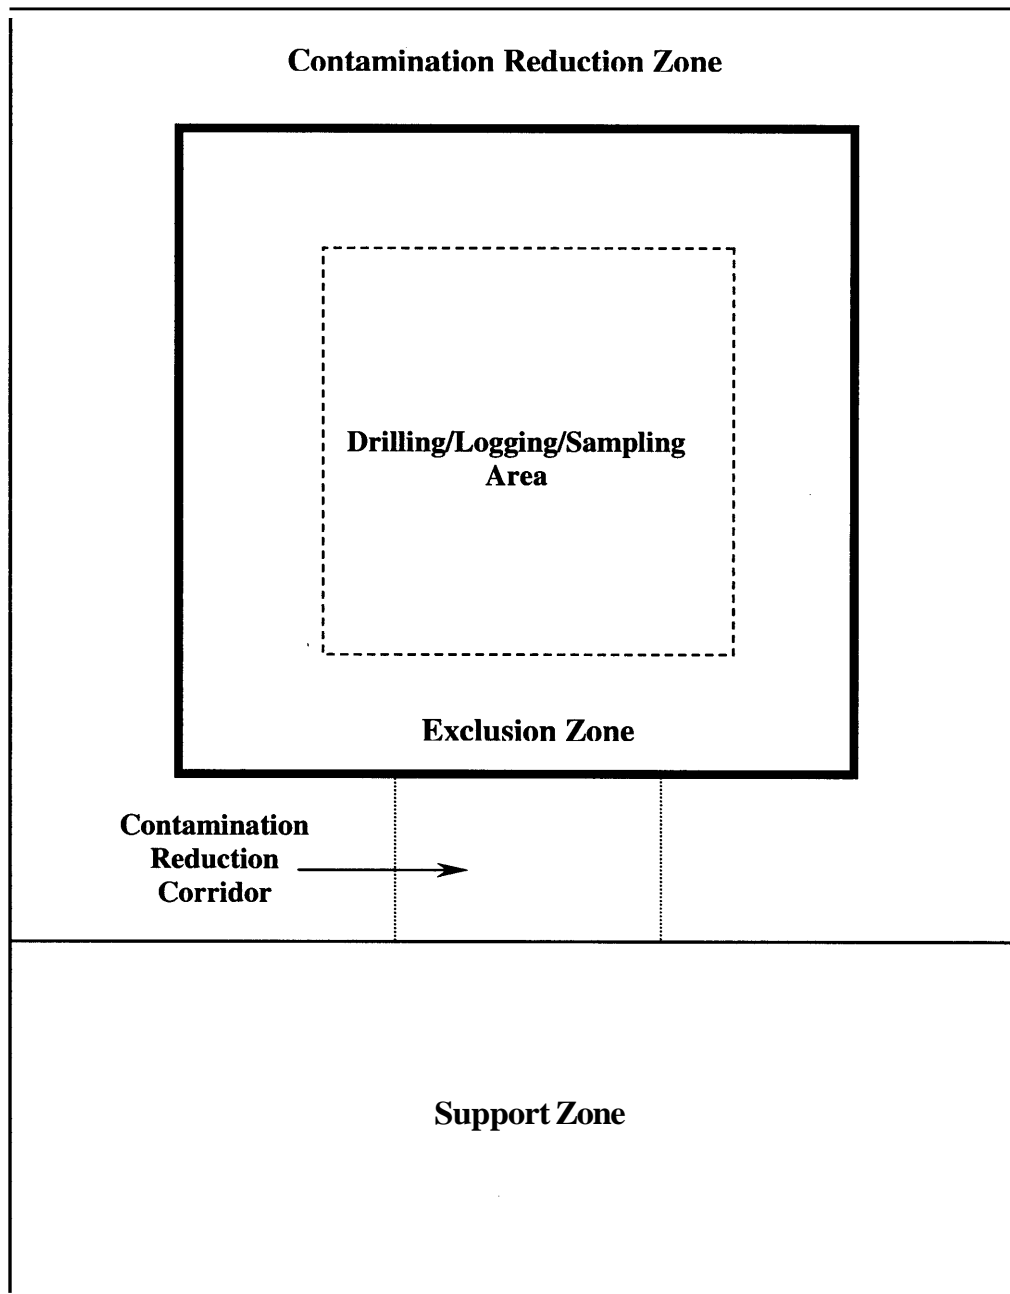 Contamination Reduction Zone
Drilling/Logging/Sampling
Area
Exclusion Zone
Contamination
Reduction
Corridor
Support Zone